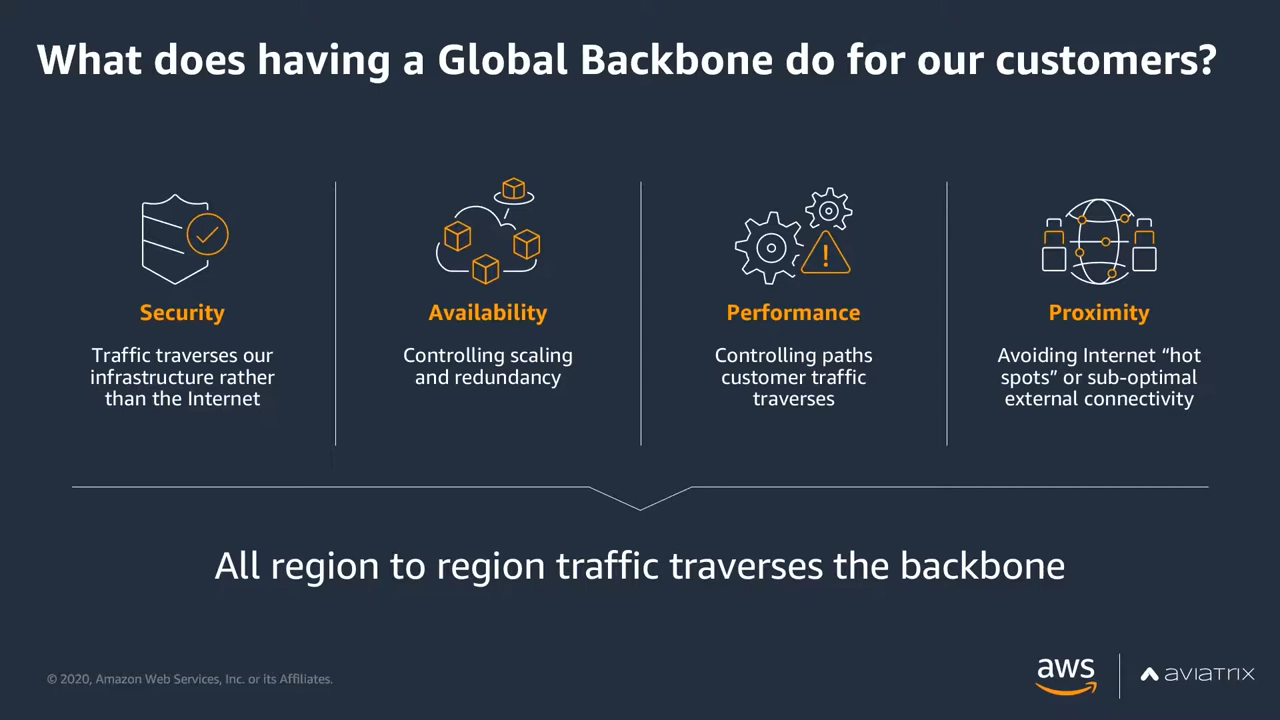 What does having a Global Backbone do for our customers?
Security
Traffic traverses our
infrastructure rather
than the Internet
Availability
Controlling scaling
and redundancy
Performance
Controlling paths
customer traffic
traverses
Proximity
Avoiding Internet “hot
spots” or sub-optimal
external connectivity
All region to region traffic traverses the backbone
© 2020, Amazon Web Services, Inc. or its Affiliates.
aws
aviatrix